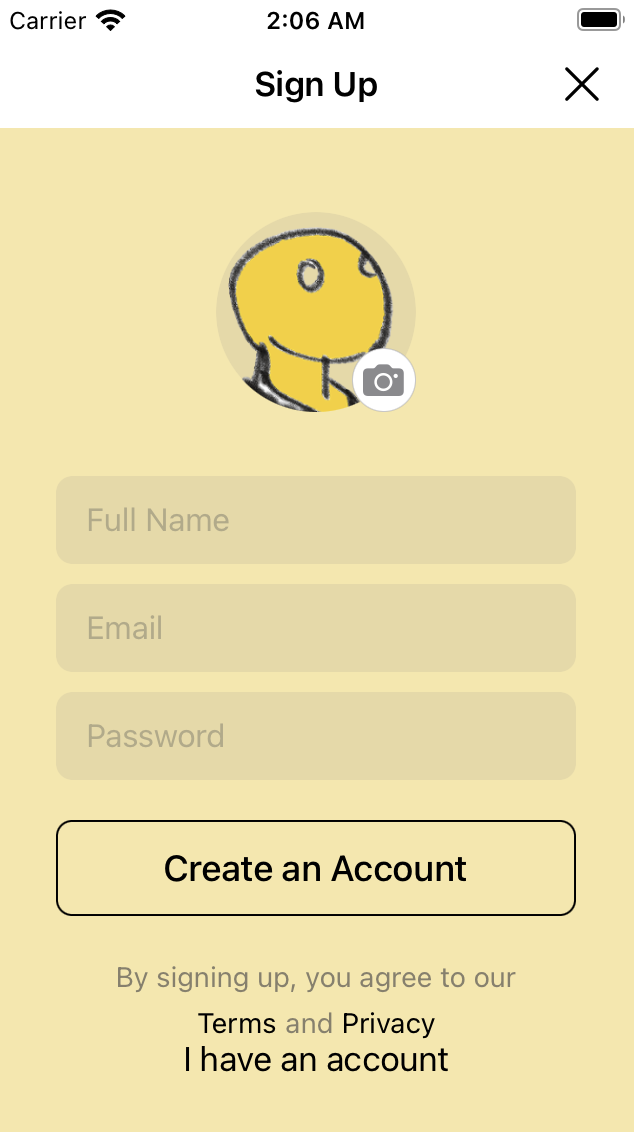 Carrier 2:06 AM
Sign Up
Full Name
Email
Password
Create an Account
By signing up, you agree to our
Terms and Privacy
I have an account